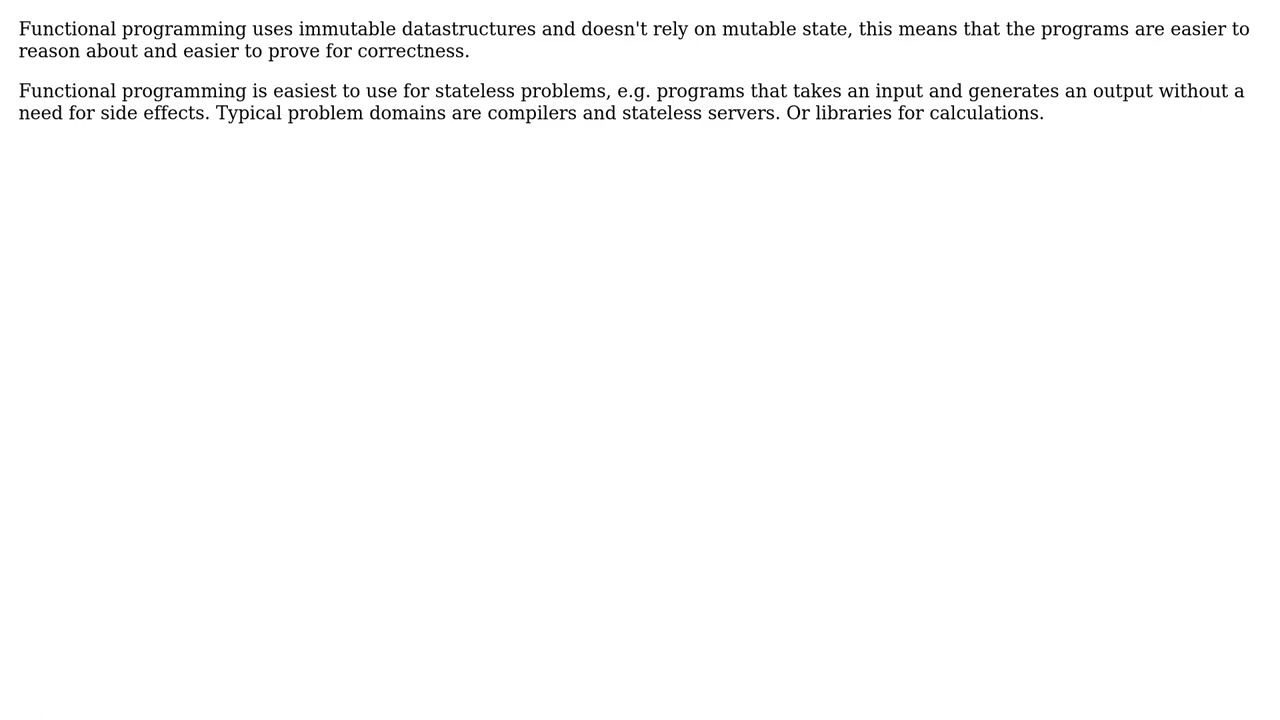 Functional programming uses immutable datastructures and doesn't rely on mutable state, this means that the programs are easier to
reason about and easier to prove for correctness.
Functional programming is easiest to use for stateless problems, e.g. programs that takes an input and generates an output without a
need for side effects. Typical problem domains are compilers and stateless servers. Or libraries for calculations.